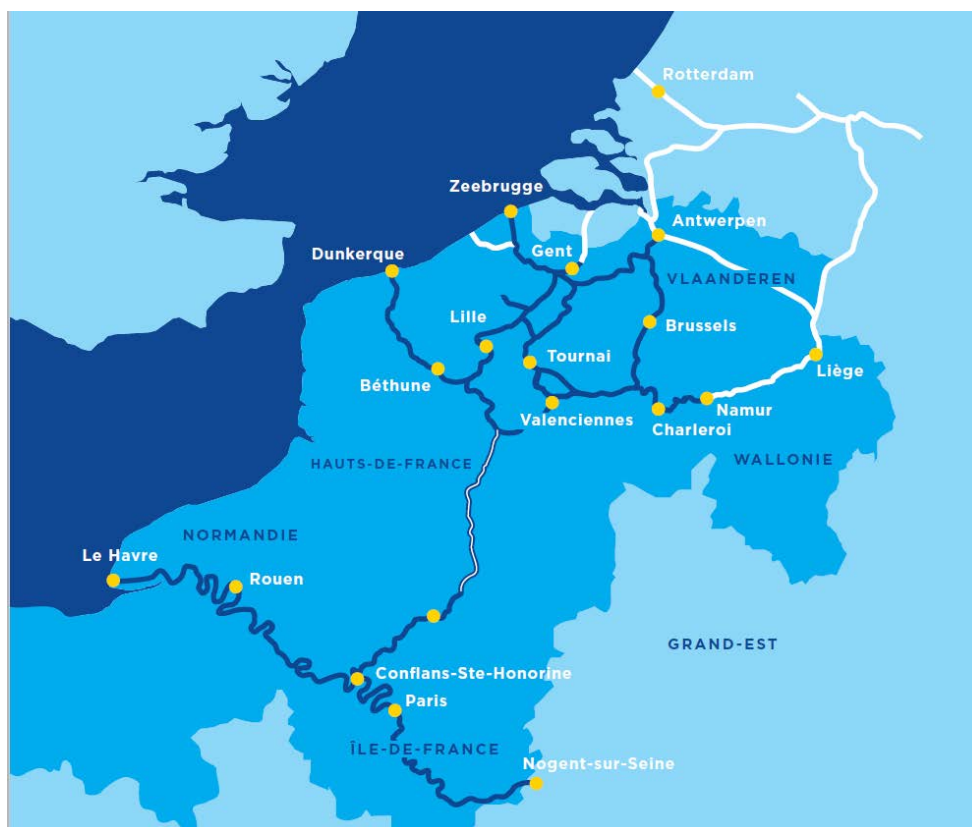 Rotterdam
Zeebrugge
Antwerpen
Dunkerque
Gent
VLAANDEREN
Lille
Brussels
Tournai
Liège
Béthune
Namur
Valenciennes
Charleroi
HAUTS-DE-FRANCE
WALLONIE
NORMANDIE
Le Havre
Rouen
GRAND-EST
Conflans-Ste-Honorine
Paris
ÎLE-DE-FRANCE
Nogent-sur-Seine